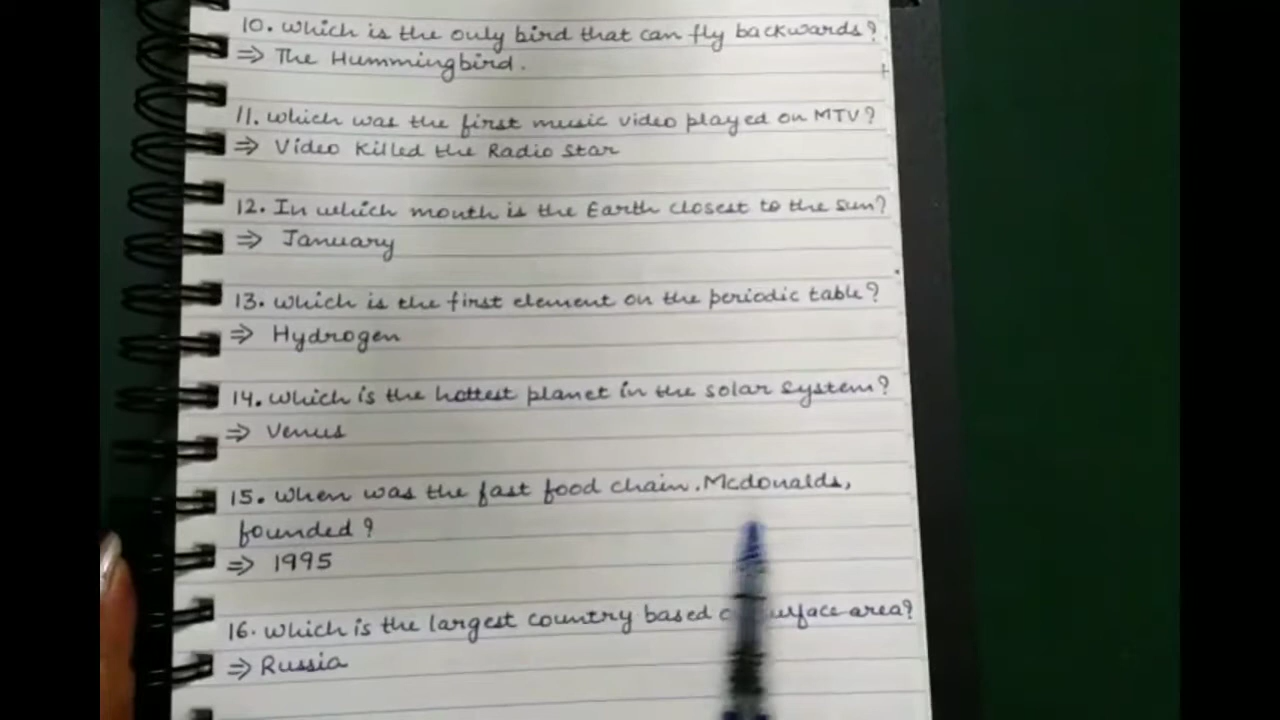 10. Which is the only bird that can fly backwards?
⇒ The Hummingbird.
11. Which was the first music video played on MTV?
⇒ Video Killed the Radio Star
12. In which month is the Earth closest to the sun?
⇒ January
13. Which is the first element on the periodic table?
⇒ Hydrogen
14. Which is the hottest planet in the solar system?
⇒ Venus
15. When was the fast food chain, Mcdonalds,
founded?
⇒ 1995
16. Which is the largest country based area?
⇒ Russia